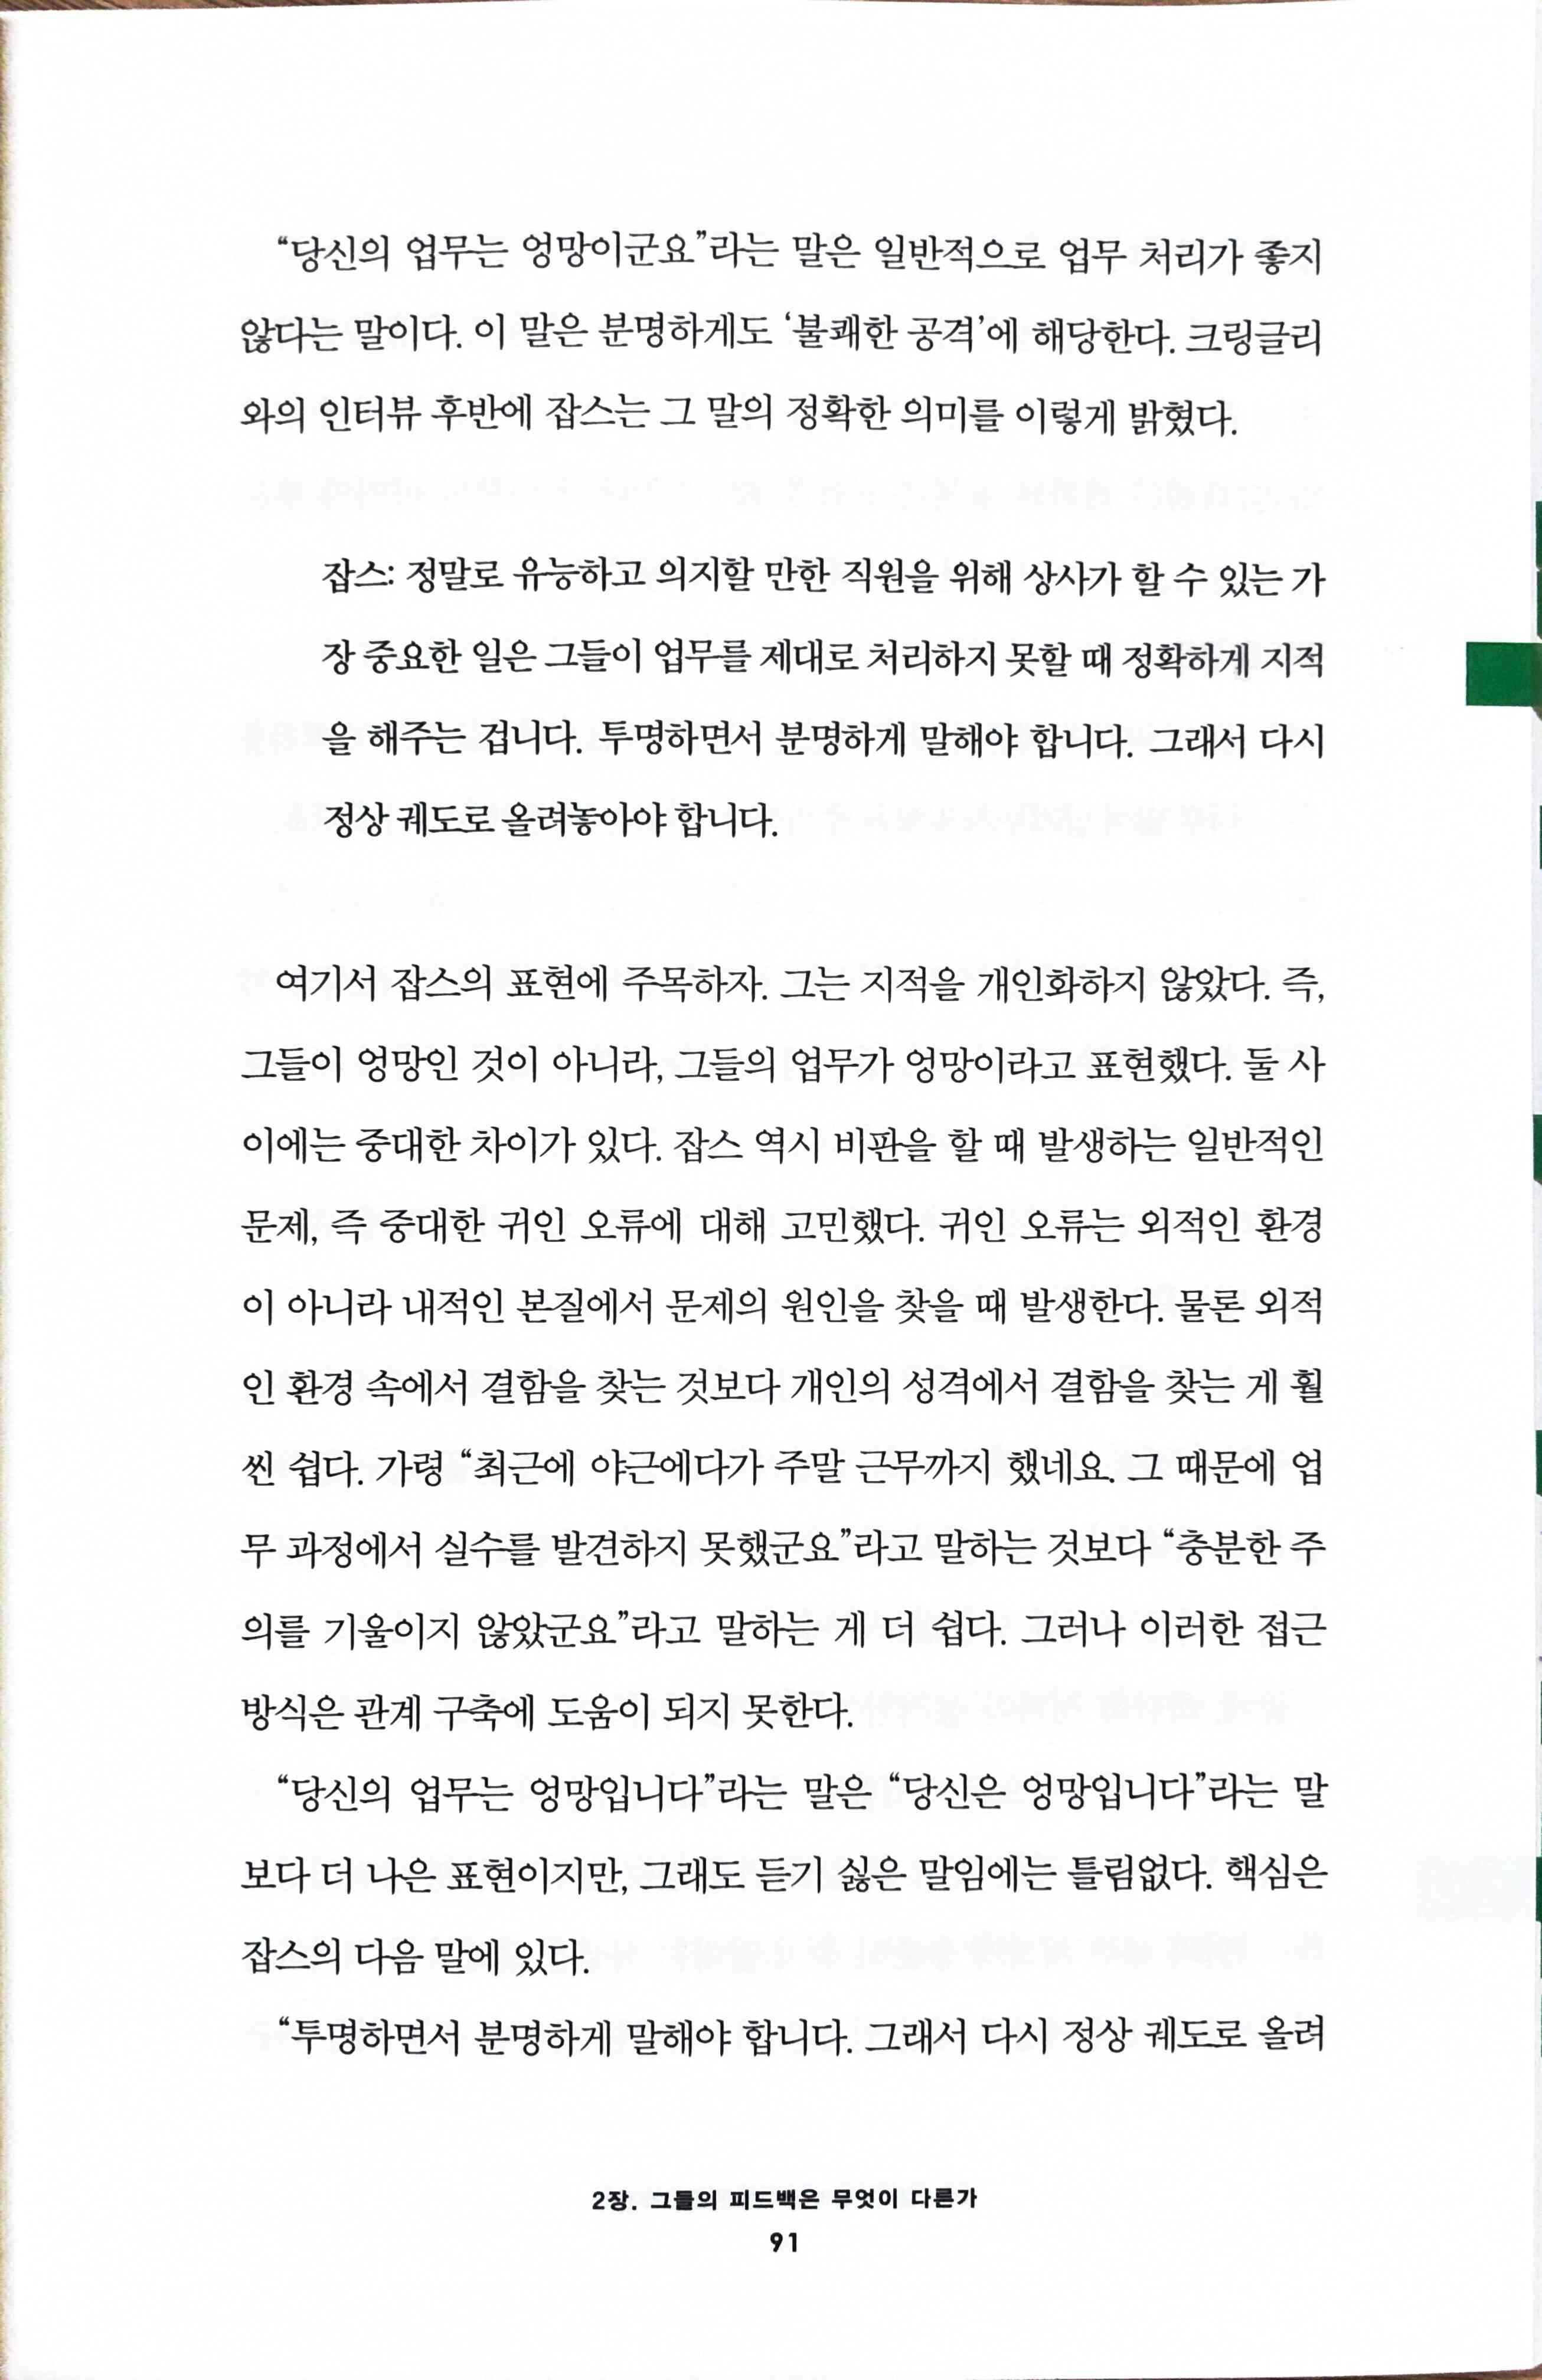 “당신의 업무는 엉망이군요”라는 말은 일반적으로 업무 처리가 좋지
않다는 말이다. 이 말은 분명하게도 ‘불쾌한 공격’에 해당한다. 크링글리
와의 인터뷰 후반에 잡스는 그 말의 정확한 의미를 이렇게 밝혔다.
잡스: 정말로 유능하고 의지할 만한 직원을 위해 상사가 할 수 있는 가
장 중요한 일은 그들이 업무를 제대로 처리하지 못할 때 정확하게 지적
을 해주는 겁니다. 투명하면서 분명하게 말해야 합니다. 그래서 다시
정상 궤도로 올려놓아야 합니다.
여기서 잡스의 표현에 주목하자. 그는 지적을 개인화하지 않았다. 즉,
그들이 엉망인 것이 아니라, 그들의 업무가 엉망이라고 표현했다. 둘 사
이에는 중대한 차이가 있다. 잡스 역시 비판을 할 때 발생하는 일반적인
문제, 즉 중대한 귀인 오류에 대해 고민했다. 귀인 오류는 외적인 환경
이 아니라 내적인 본질에서 문제의 원인을 찾을 때 발생한다. 물론 외적
인 환경 속에서 결함을 찾는 것보다 개인의 성격에서 결함을 찾는 게 훨
씬 쉽다. 가령 “최근에 야근에다가 주말 근무까지 했네요. 그 때문에 업
무 과정에서 실수를 발견하지 못했군요”라고 말하는 것보다 “충분한 주
의를 기울이지 않았군요”라고 말하는 게 더 쉽다. 그러나 이러한 접근
방식은 관계 구축에 도움이 되지 못한다.
“당신의 업무는 엉망입니다”라는 말은 “당신은 엉망입니다”라는 말
보다 더 나은 표현이지만, 그래도 듣기 싫은 말임에는 틀림없다. 핵심은
잡스의 다음 말에 있다.
“투명하면서 분명하게 말해야 합니다. 그래서 다시 정상 궤도로 올려
2장. 그들의 피드백은 무엇이 다른가
91